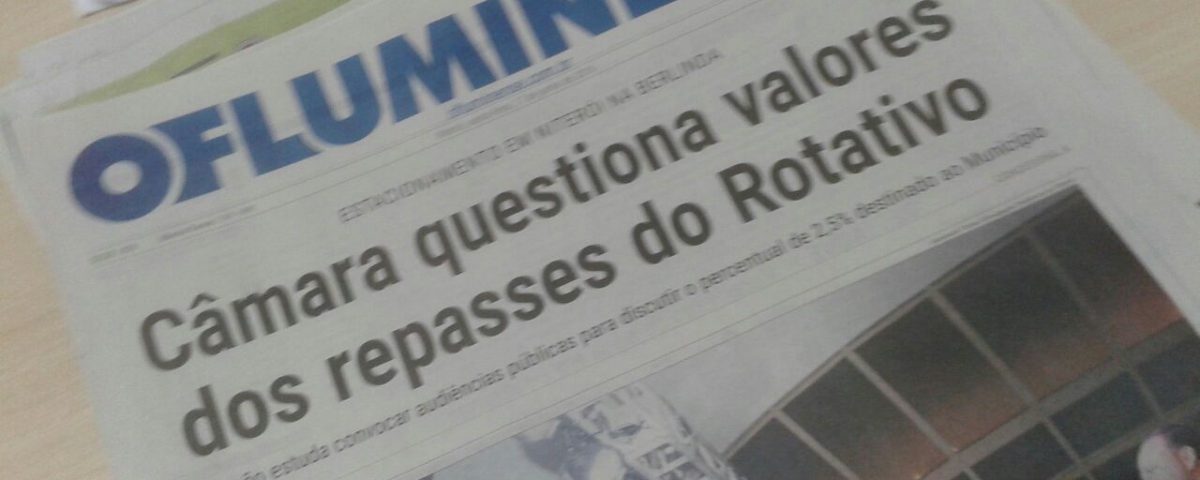 OFLUMINE
ESTACIONAMENTO EM NITERÓI NA BERLINDA
Câmara questiona valores
dos repasses do Rotativo
estuda convocar audiências públicas para discutir o percentual de 2,5% destinado ao Município